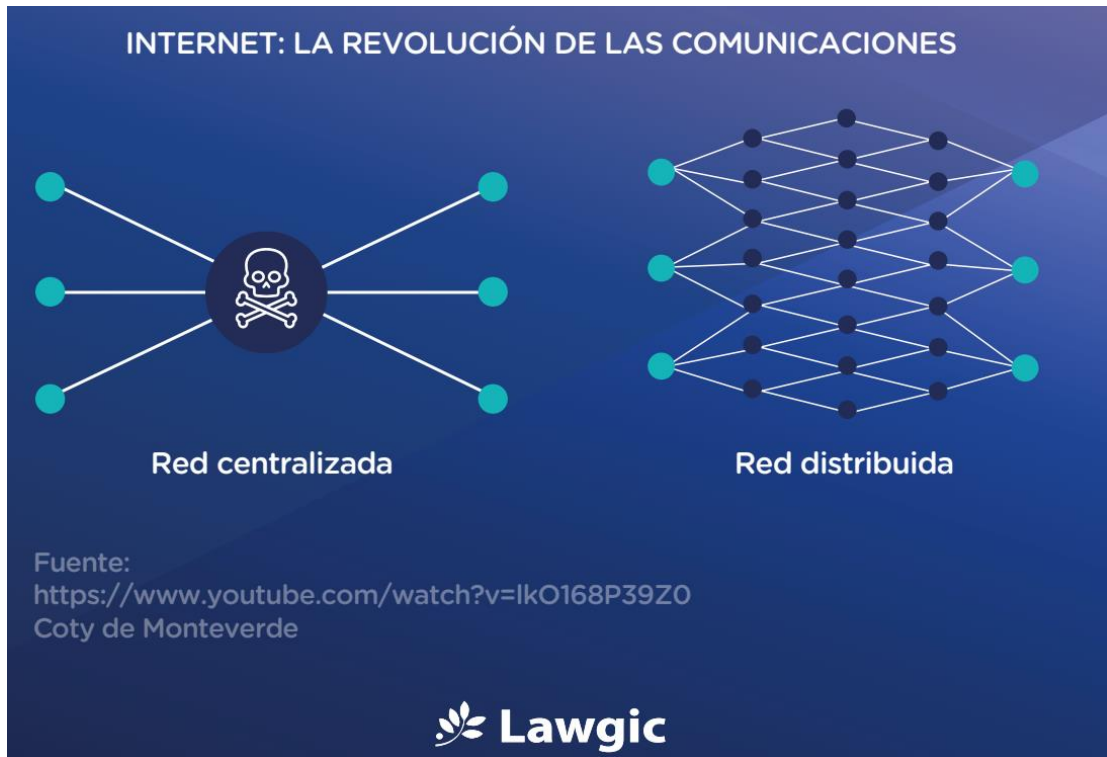 INTERNET: LA REVOLUCIÓN DE LAS COMUNICACIONES
Red centralizada
Red distribuida
Fuente:
https://www.youtube.com/watch?v=lkO168P39Z0
Coty de Monteverde
Lawgic